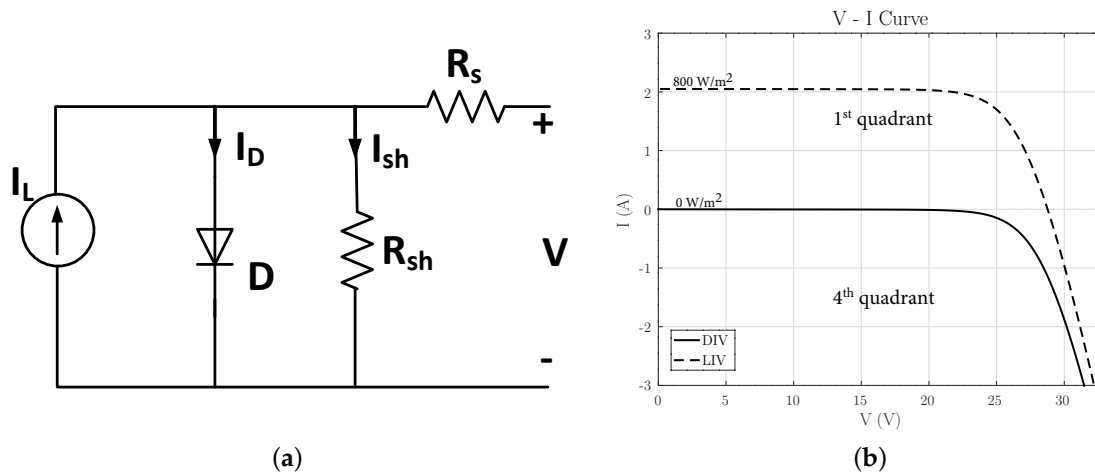 R_s
+
I_D
I_sh
I_L
D
R_sh
V
-
(a)
V - I Curve
3
800 W/m²
2
1st quadrant
1
0 W/m²
0
I (A)
-1
4th quadrant
-2
DIV
LIV
-3
0 5 10 15 20 25 30
V (V)
(b)